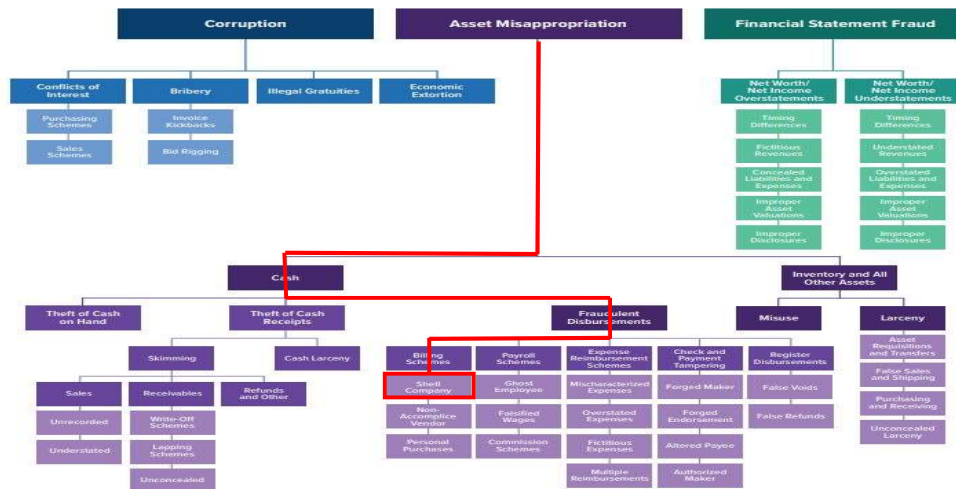 Corruption
Asset Misappropriation
Financial Statement Fraud
Conflicts of
Interest
Bribery
Illegal Gratuities
Economic
Extortion
Purchasing
Schemes
Sales
Schemes
Invoice
Kickbacks
Bid Rigging
Net Worth/
Net Income
Overstatements
Net Worth/
Net Income
Understatements
Timing
Differences
Fictitious
Revenues
Concealed
Liabilities and
Expenses
Improper
Asset
Valuations
Improper
Disclosures
Timing
Differences
Understated
Revenues
Overstated
Liabilities and
Expenses
Improper
Asset
Valuations
Improper
Disclosures
Cash
Inventory and All
Other Assets
Theft of Cash
on Hand
Theft of Cash
Receipts
Fraudulent
Disbursements
Misuse
Larceny
Skimming
Cash Larceny
Sales
Receivables
Refunds
and Other
Unrecorded
Understated
Write-Off
Schemes
Lapping
Schemes
Unconcealed
Billing
Schemes
Shell
Company
Non-
Accomplice
Vendor
Personal
Purchases
Payroll
Schemes
Ghost
Employee
Falsified
Wages
Commission
Schemes
Expense
Reimbursement
Schemes
Mischaracterized
Expenses
Overstated
Expenses
Fictitious
Expenses
Multiple
Reimbursements
Check and
Payment
Tampering
Forged Maker
Forged
Endorsement
Altered Payee
Authorized
Maker
Register
Disbursements
False Voids
False Refunds
Asset
Requisitions
and Transfers
False Sales
and Shipping
Purchasing
and Receiving
Unconcealed
Larceny